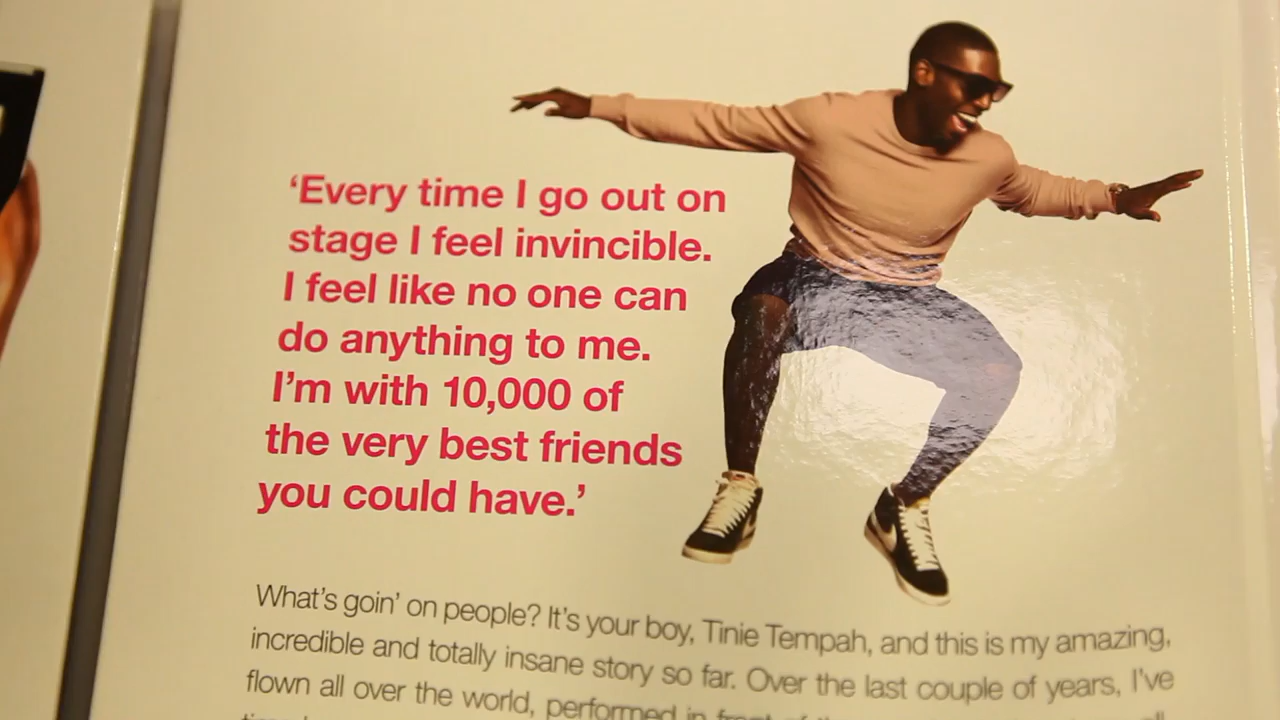 ‘Every time I go out on
stage I feel invincible.
I feel like no one can
do anything to me.
I’m with 10,000 of
the very best friends
you could have.’
What’s goin’ on people? It’s your boy, Tinie Tempah, and this is my amazing,
incredible and totally insane story so far. Over the last couple of years, I’ve
flown all over the world, performed in front of